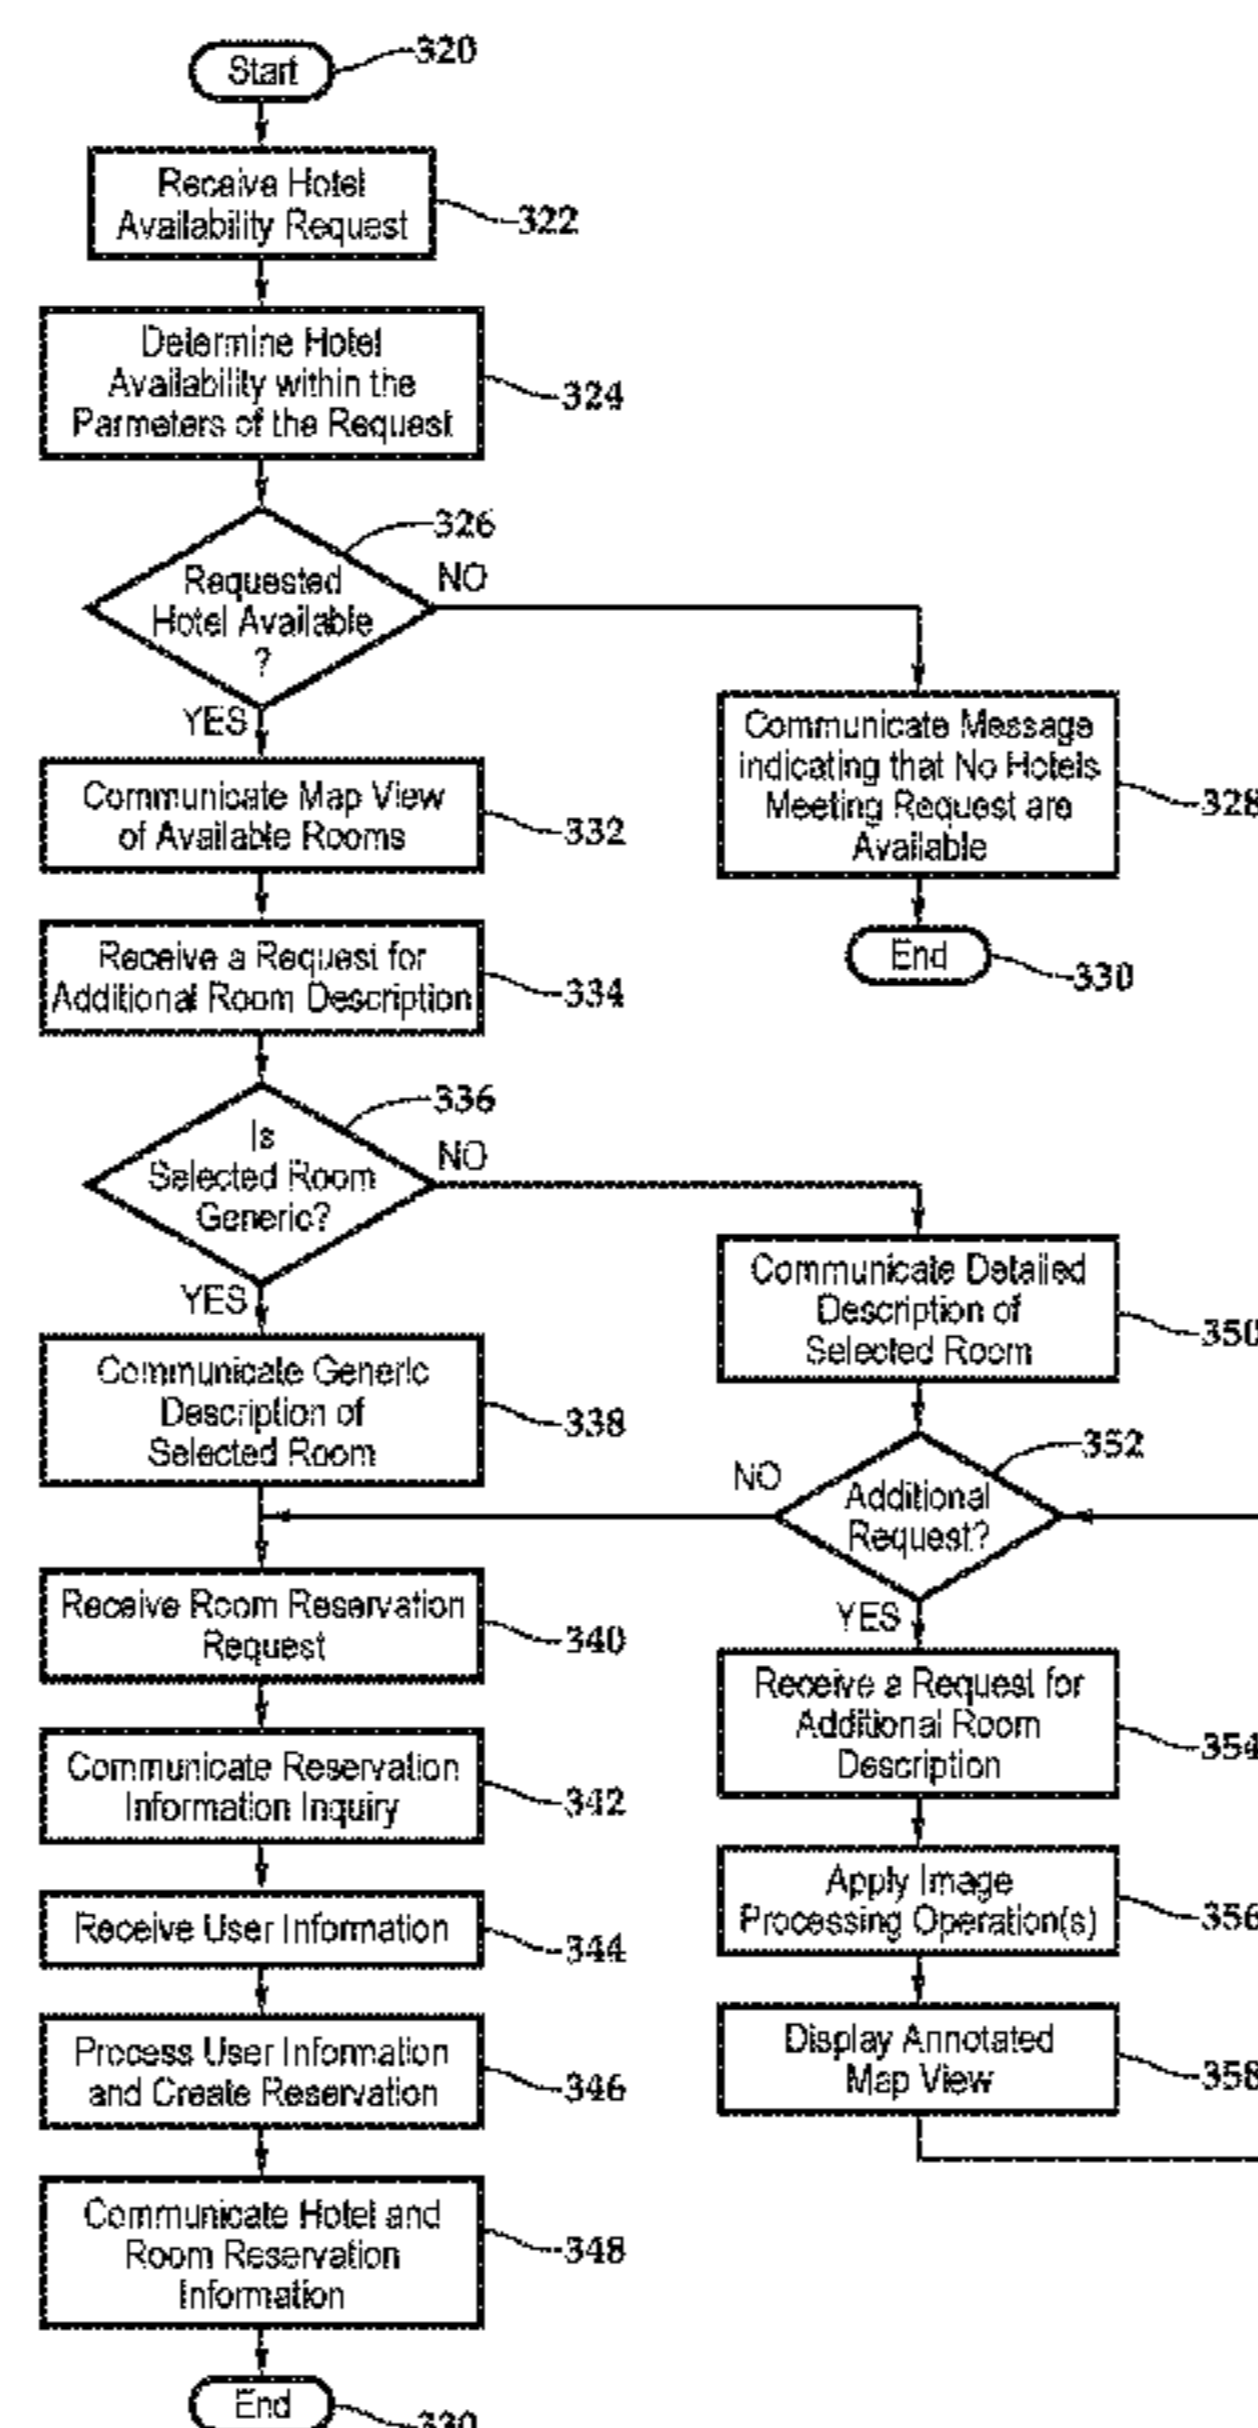 Start
320
Receive Hotel
Availability Request
322
Determine Hotel
Availability within the
Parmeters of the Request
324
326
Requested
Hotel Available
?
NO
YES
Communicate Message
indicating that No Hotels
Meeting Request are
Available
328
Communicate Map View
of Available Rooms
332
End
330
Receive a Request for
Additional Room Description
334
336
Is
Selected Room
Generic?
NO
YES
Communicate Detailed
Description of
Selected Room
350
Communicate Generic
Description of
Selected Room
338
352
NO
Additional
Request?
YES
Receive Room Reservation
Request
340
Receive a Request for
Additional Room
Description
354
Communicate Reservation
Information Inquiry
342
Apply Image
Processing Operation(s)
356
Receive User Information
344
Display Annotated
Map View
358
Process User Information
and Create Reservation
346
Communicate Hotel and
Room Reservation
Information
348
End
330